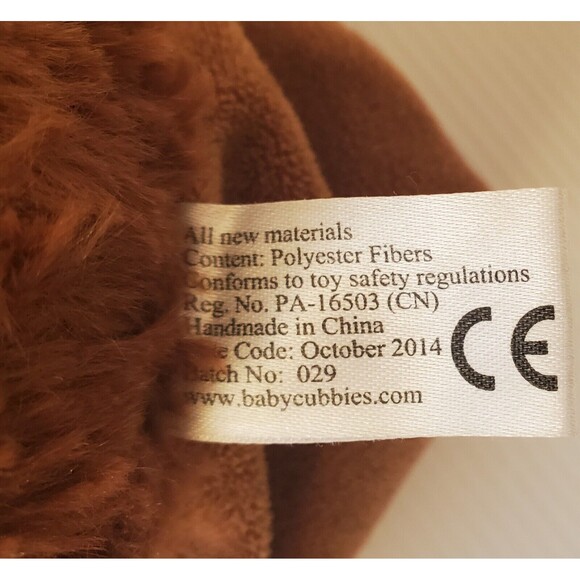 All new materials
Content: Polyester Fibers
Conforms to toy safety regulations
Reg. No. PA-16503 (CN)
Handmade in China
Code: October 2014
Batch No: 029
www.babycubbies.com
CE